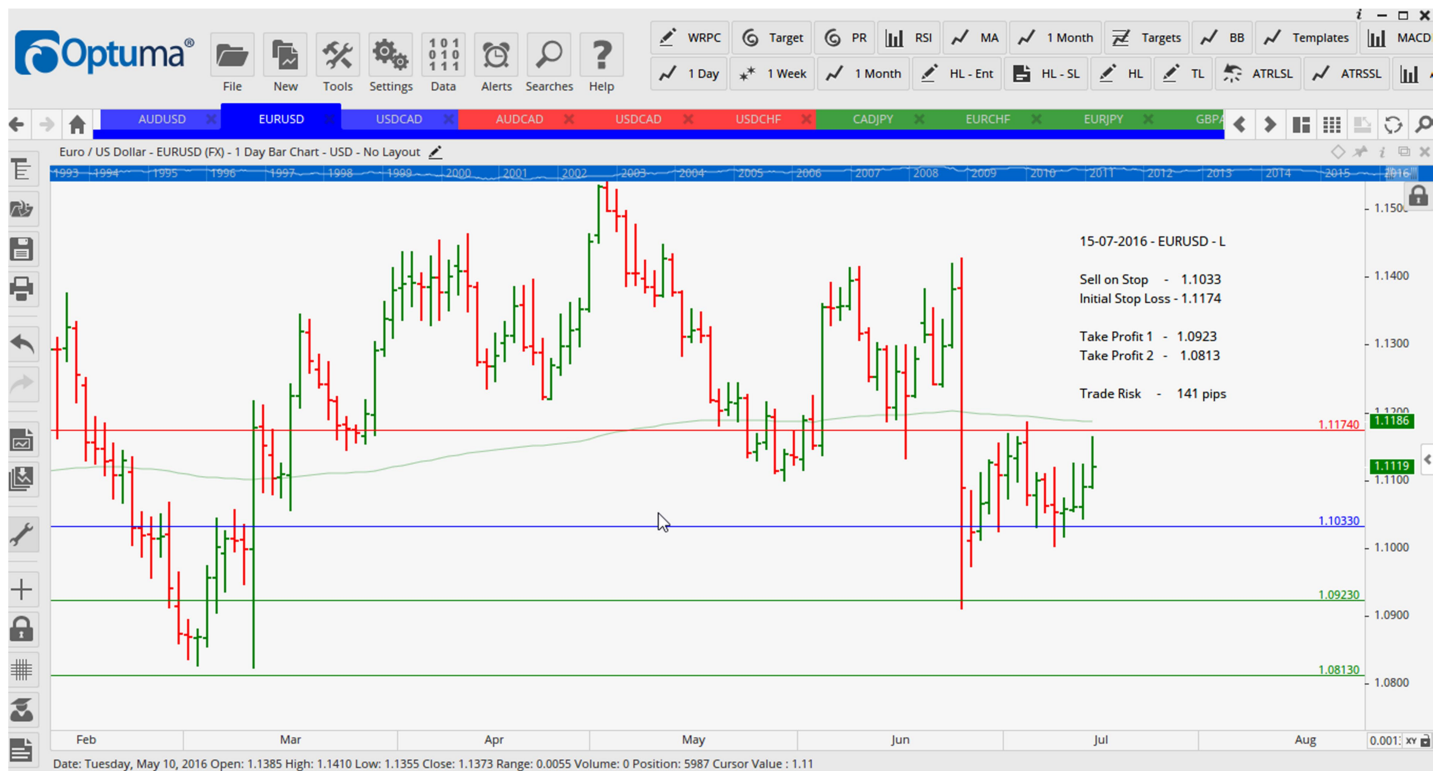 Optuma®
File
New
Tools
Settings
Data
Alerts
Searches
Help
WRPC
Target
PR
RSI
MA
1 Month
Targets
BB
Templates
MACD
1 Day
1 Week
1 Month
HL - Ent
HL - SL
HL
TL
ATRLSL
ATRSSL
AUDUSD
EURUSD
USDCAD
AUDCAD
USDCAD
USDCHF
CADJPY
EURCHF
EURJPY
Euro / US Dollar - EURUSD (FX) - 1 Day Bar Chart - USD - No Layout
1993 1994 1995 1996 1997 1998 1999 2000 2001 2002 2003 2004 2005 2006 2007 2008 2009 2010 2011 2012 2013 2014 2015 2016
15-07-2016 - EURUSD - L
Sell on Stop - 1.1033
Initial Stop Loss - 1.1174
Take Profit 1 - 1.0923
Take Profit 2 - 1.0813
Trade Risk - 141 pips
1.1400
1.1300
1.1200
1.1186
1.11740
1.1119
1.1100
1.10330
1.1000
1.09230
1.0900
1.08130
1.0800
Feb Mar Apr May Jun Jul Aug
XY
Date: Tuesday, May 10, 2016 Open: 1.1385 High: 1.1410 Low: 1.1355 Close: 1.1373 Range: 0.0055 Volume: 0 Position: 5987 Cursor Value : 1.11